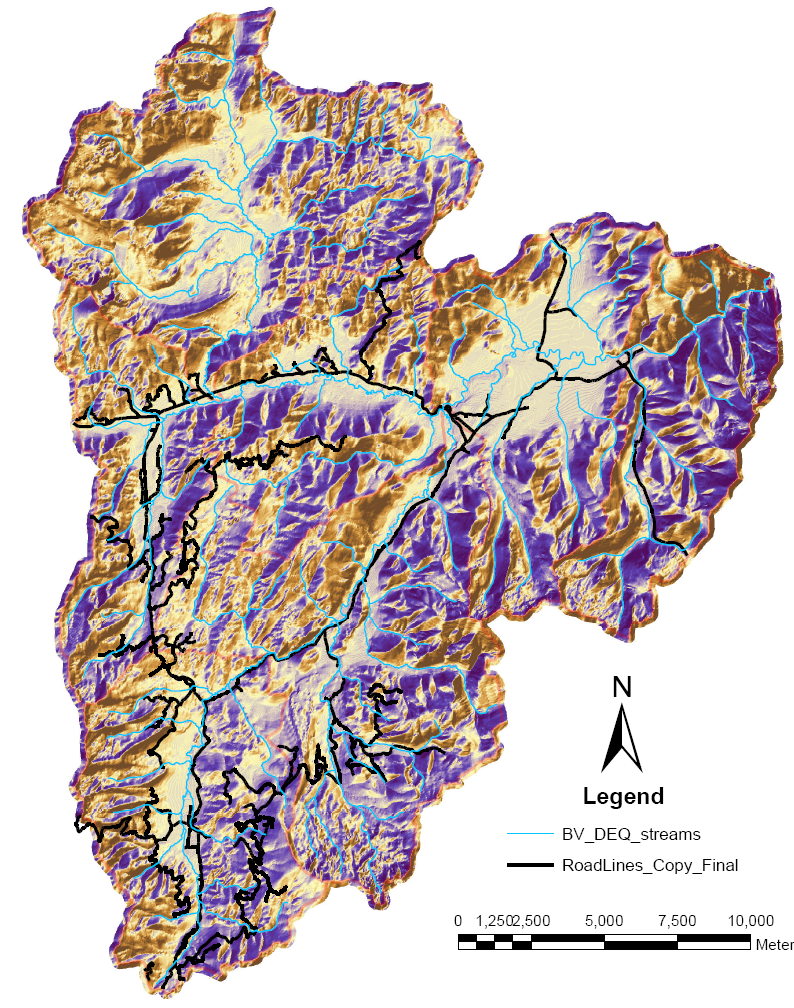 N
Legend
BV_DEQ_streams
RoadLines_Copy_Final
0 1,250 2,500 5,000 7,500 10,000
Meter